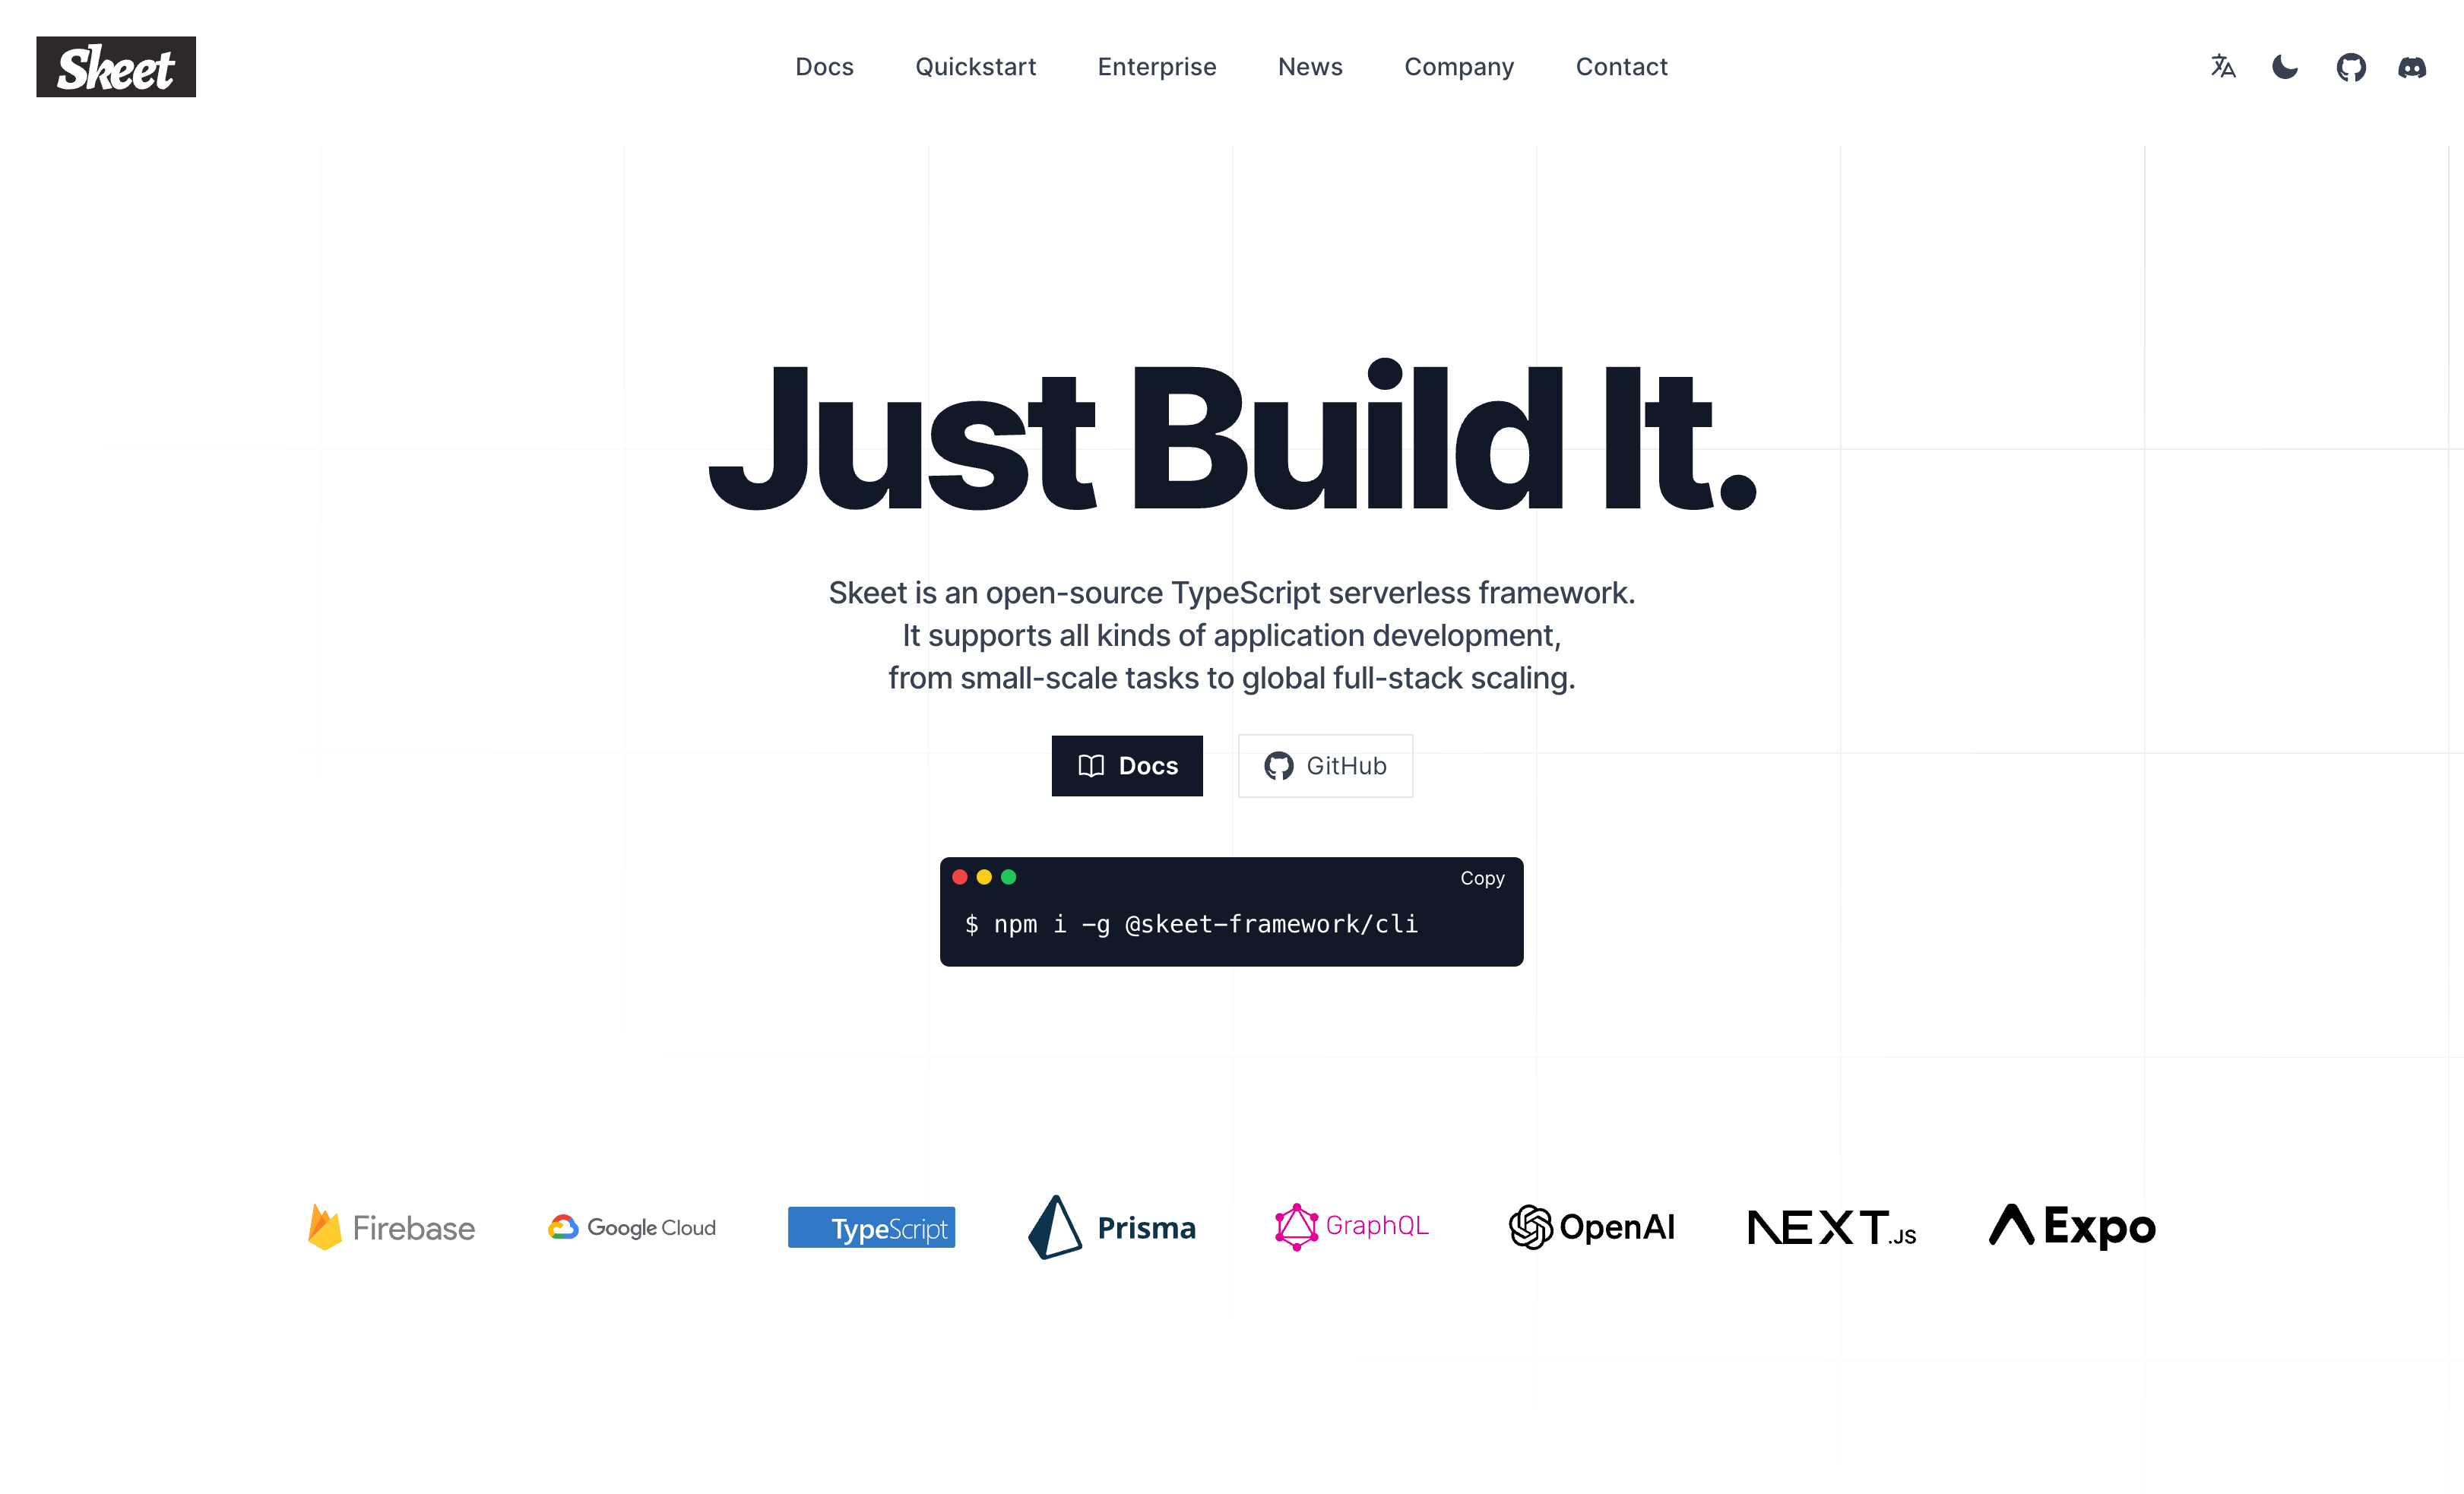 Skeet
Docs Quickstart Enterprise News Company Contact
Just Build It.
Skeet is an open-source TypeScript serverless framework.
It supports all kinds of application development,
from small-scale tasks to global full-stack scaling.
Docs GitHub
Copy
$ npm i -g @skeet-framework/cli
Firebase Google Cloud TypeScript Prisma GraphQL OpenAI NEXT.JS Expo